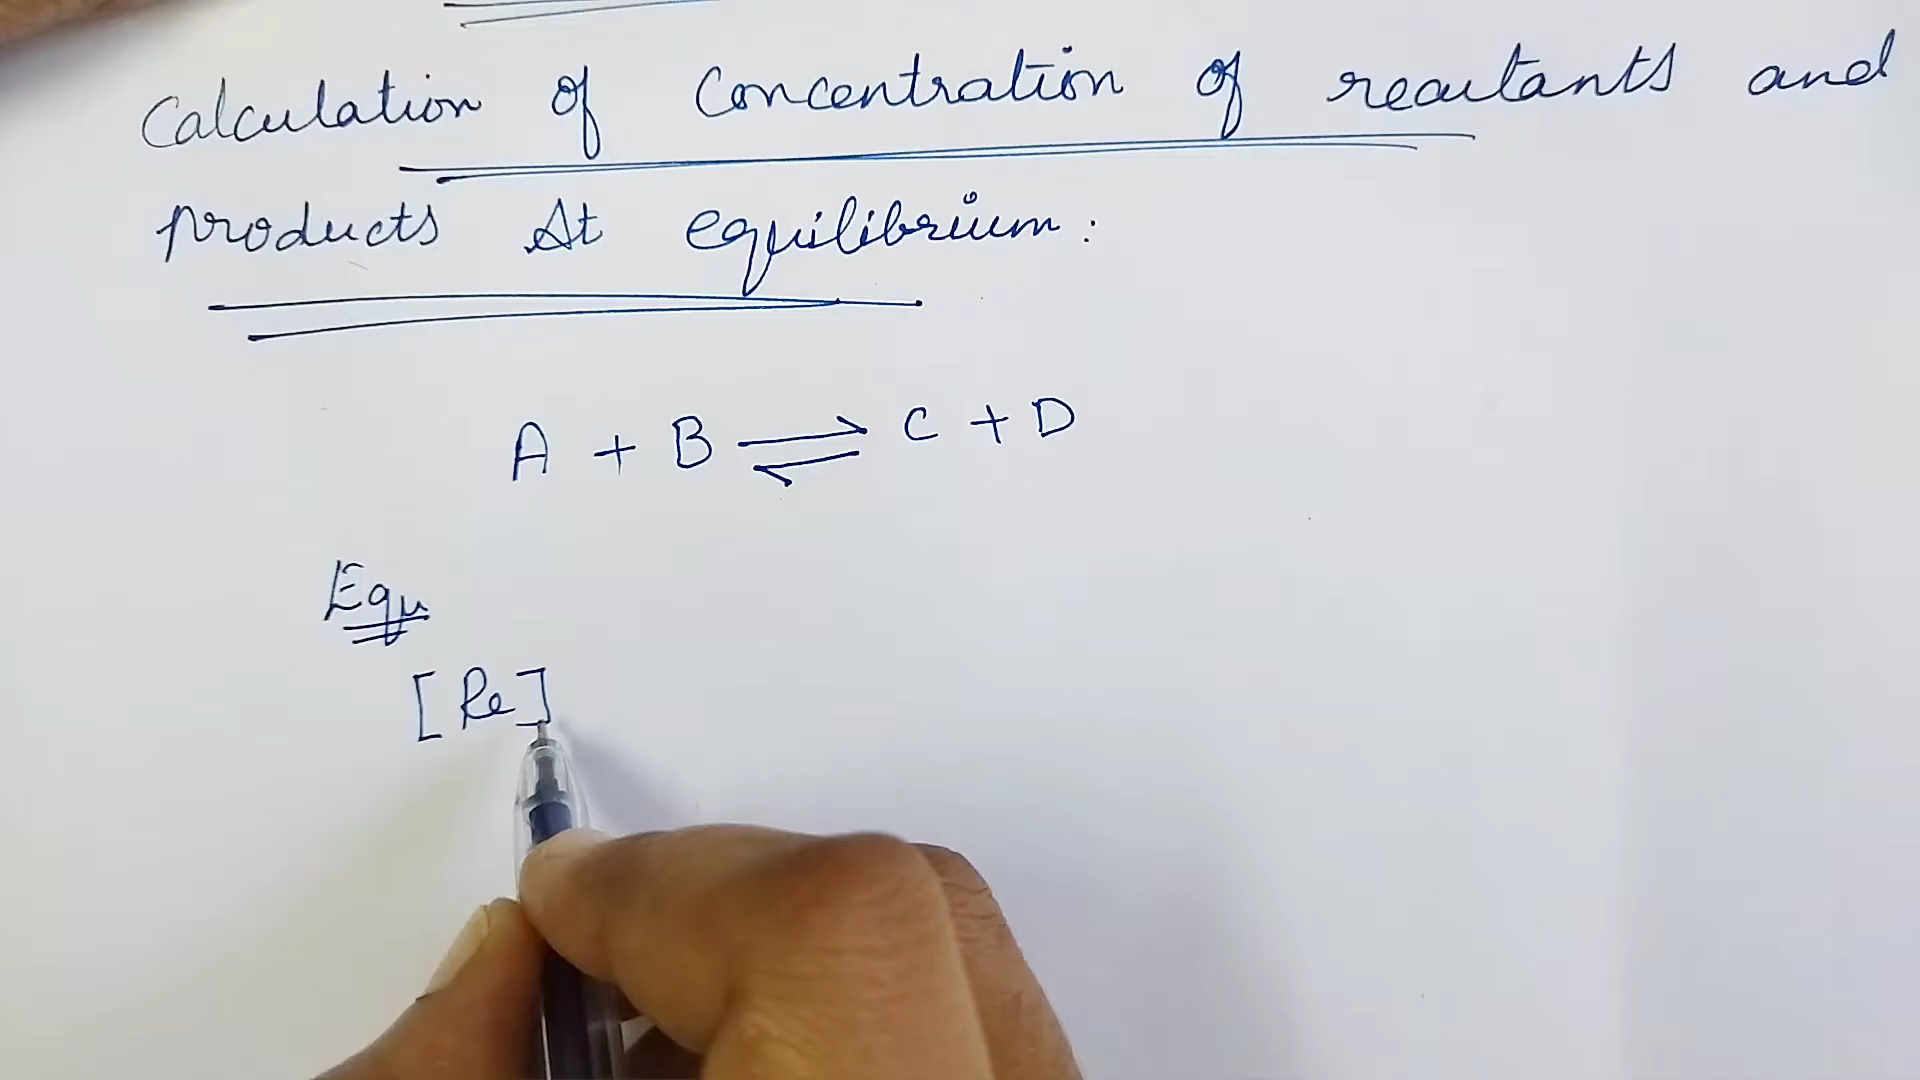 Calculation of Concentration of reactants and
products At equilibrium:
A + B ⇌ C + D
Equ
[Re]